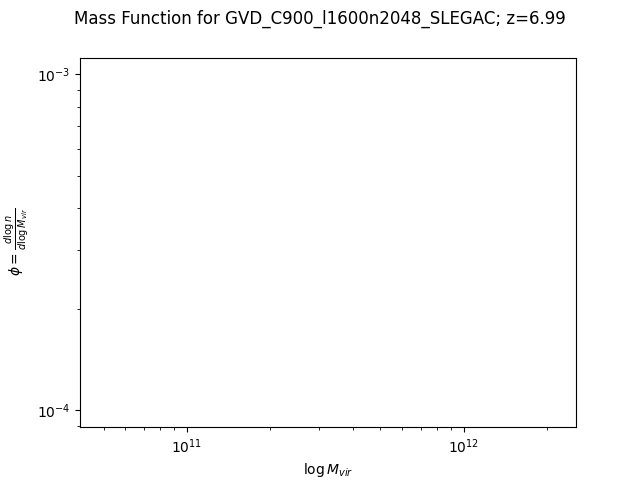 Mass Function for GVD_C900_l1600n2048_SLEGAC; z=6.99
10⁻³
10⁻⁴
ϕ = d log n / d log M_vir
10¹¹ 10¹²
log M_vir